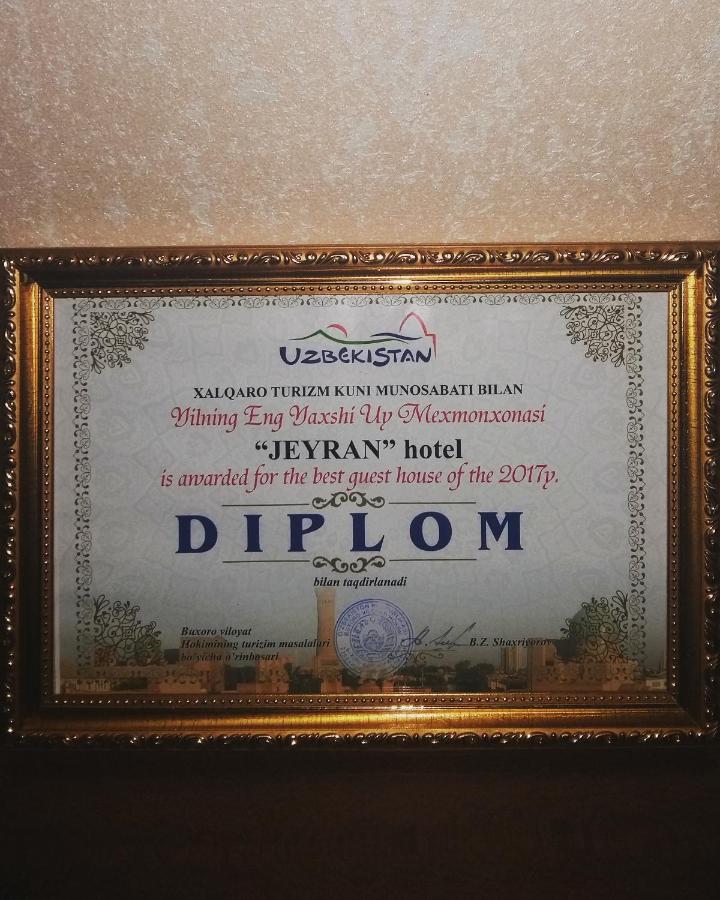 UZBEKISTAN
XALQARO TURIZM KUNI MUNOSABATI BILAN
Yilning Eng Yaxshi Uy Mexmonxonasi
“JEYRAN” hotel
is awarded for the best guest house of the 2017y.
DIPLOM
bilan taqdirlanadi
Buxoro viloyat
Hokimining turizim masalalari
bo'yicha o'rinbosari
B.Z. Shaxriyorov